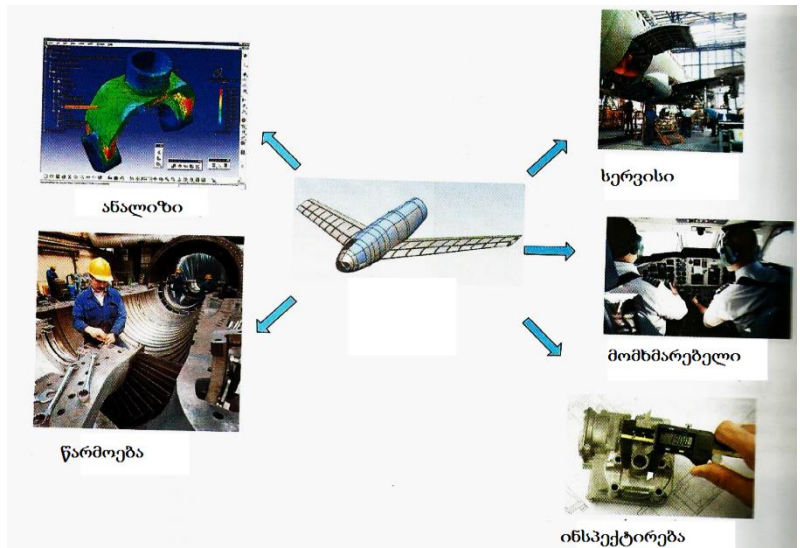 ანალიზი
სერვისი
წარმოება
მომხმარებელი
ინსპექტირება